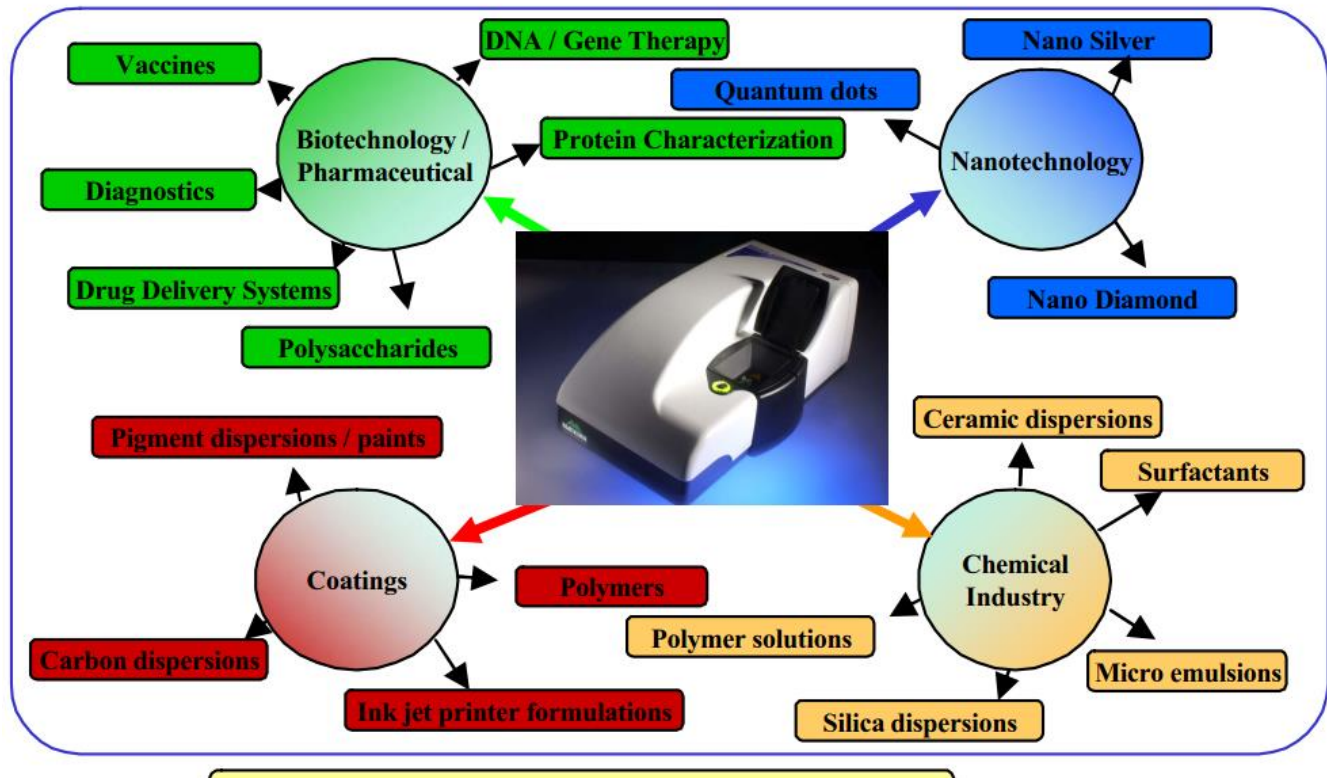 DNA / Gene Therapy
Vaccines
Biotechnology /
Pharmaceutical
Protein Characterization
Diagnostics
Drug Delivery Systems
Polysaccharides
Nano Silver
Quantum dots
Nanotechnology
Nano Diamond
Pigment dispersions / paints
Coatings
Polymers
Carbon dispersions
Ink jet printer formulations
Ceramic dispersions
Surfactants
Chemical
Industry
Polymer solutions
Micro emulsions
Silica dispersions